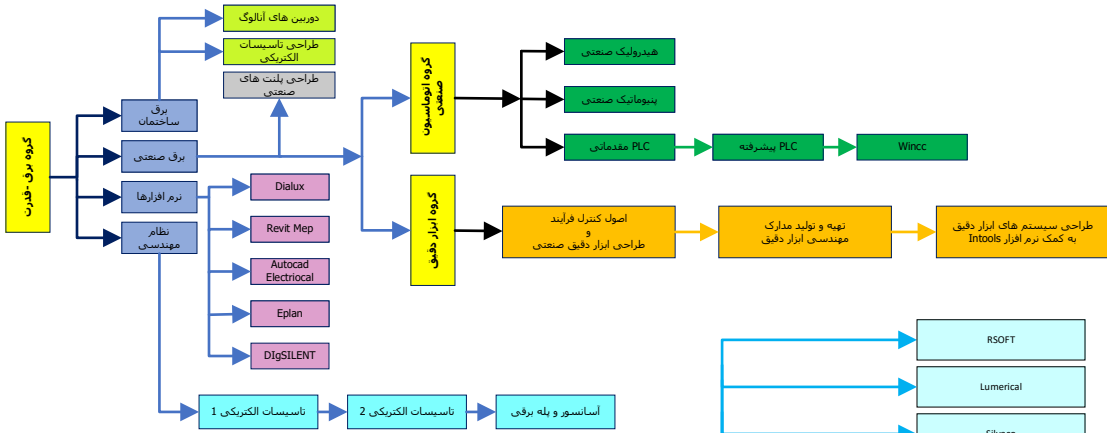 گروه برق -قدرت
برق
ساختمان
برق صنعتی
نرم افزارها
نظام
مهندسی
دوربین های آنالوگ
طراحی تاسیسات
الکتریکی
طراحی پلنت های
صنعتی
Dialux
Revit Mep
Autocad
Electriocal
Eplan
DIgSILENT
تاسیسات الکتریکی 1
تاسیسات الکتریکی 2
آسانسور و پله برقی
گروه اتوماسیون
صنعتی
هیدرولیک صنعتی
پنیوماتیک صنعتی
PLC مقدماتی
PLC پیشرفته
Wincc
گروه ابزار دقیق
اصول کنترل فرآیند
و
طراحی ابزار دقیق صنعتی
تهیه و تولید مدارک
مهندسی ابزار دقیق
طراحی سیستم های ابزار دقیق
به کمک نرم افزار Intools
RSOFT
Lumerical